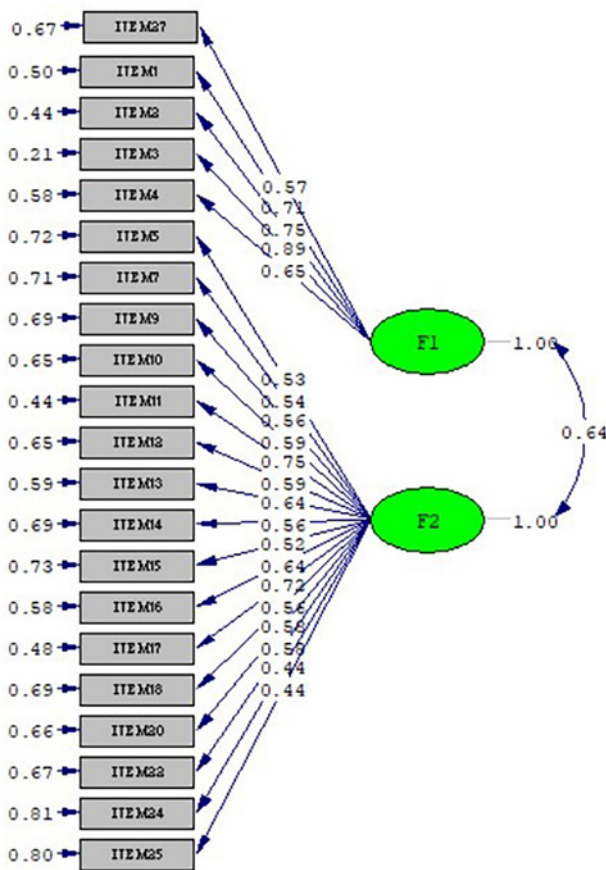 0.67 ITEM27
0.50 ITEM1
0.44 ITEM2
0.21 ITEM3
0.58 ITEM4
0.72 ITEM5
0.71 ITEM7
0.69 ITEM9
0.65 ITEM10
0.44 ITEM11
0.65 ITEM12
0.59 ITEM13
0.69 ITEM14
0.73 ITEM15
0.58 ITEM16
0.48 ITEM17
0.69 ITEM18
0.66 ITEM20
0.67 ITEM22
0.81 ITEM24
0.80 ITEM25
0.57
0.71
0.75
0.89
0.65
0.53
0.54
0.56
0.59
0.75
0.59
0.64
0.56
0.52
0.64
0.72
0.56
0.58
0.58
0.44
0.44
F1 1.00
0.64
F2 1.00